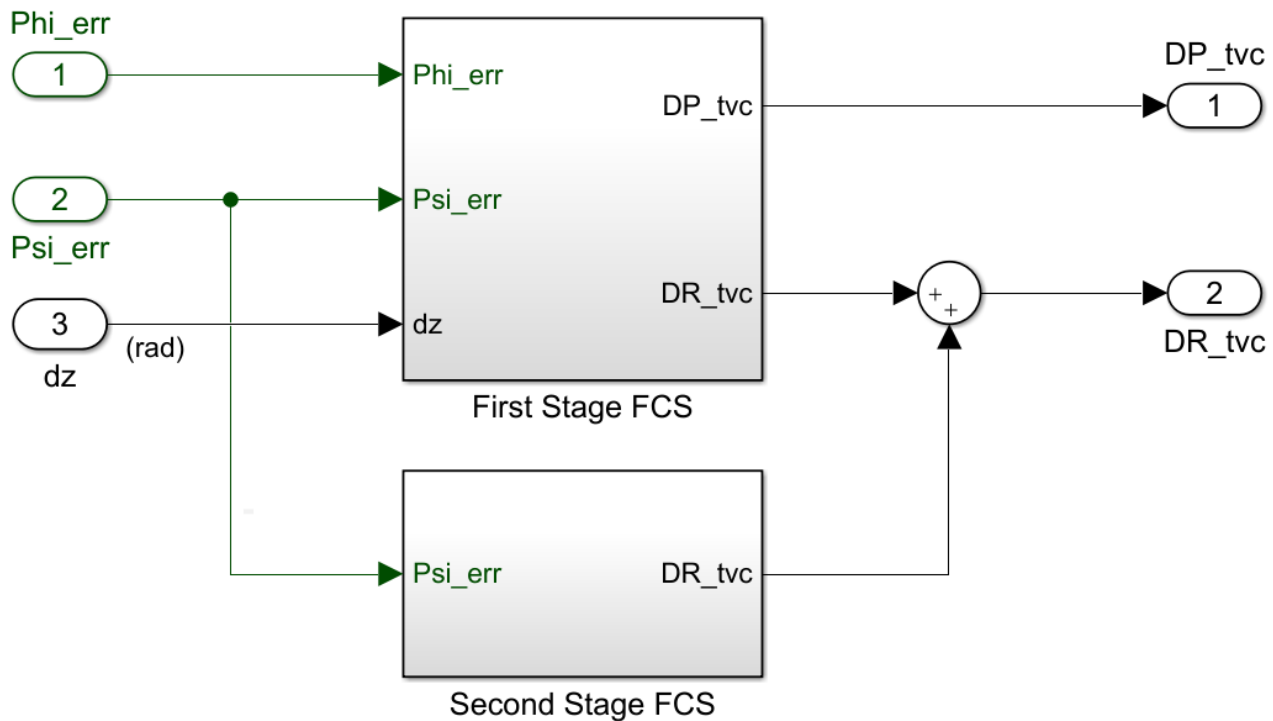 Phi_err
1
Phi_err
DP_tvc
DP_tvc
1
2
Psi_err
Psi_err
3
(rad)
dz
dz
DR_tvc
+
+
2
DR_tvc
First Stage FCS
Psi_err
DR_tvc
Second Stage FCS